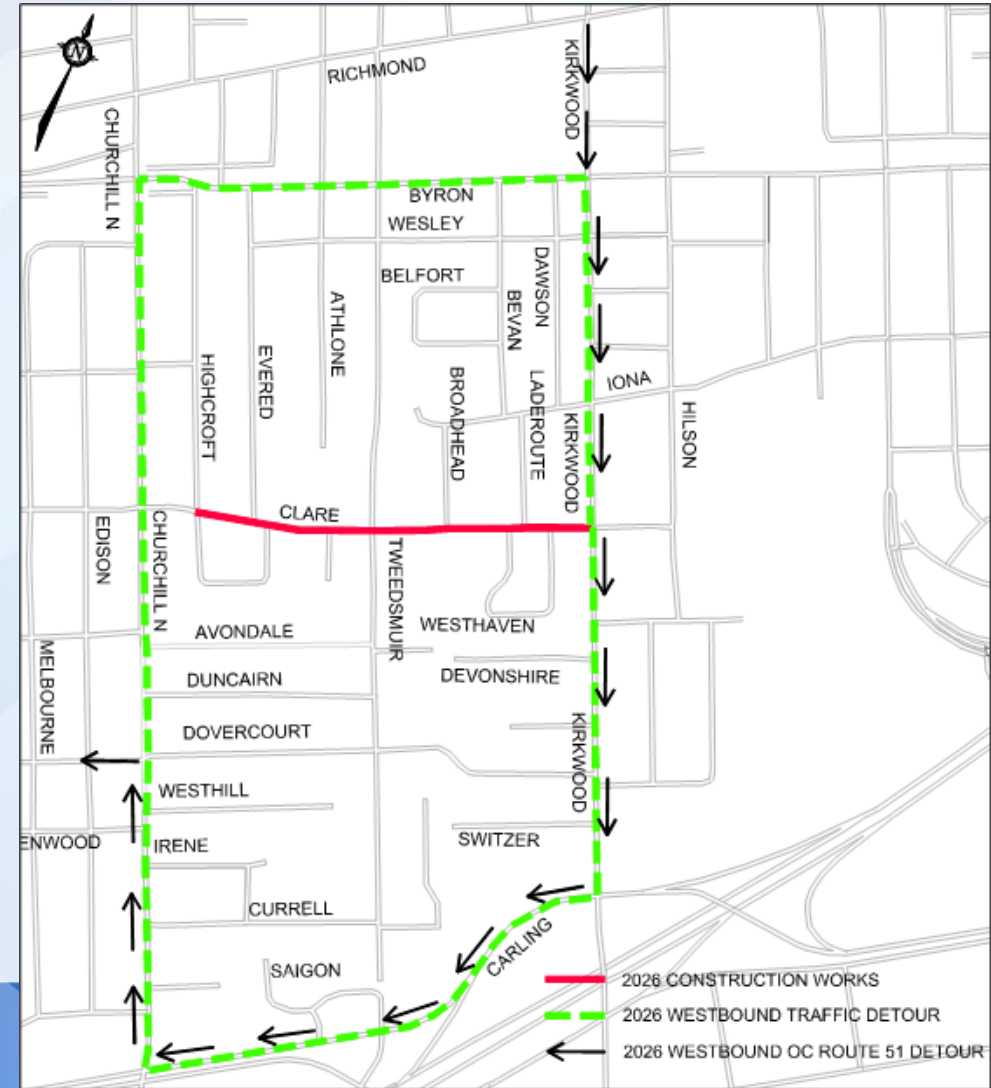 N
RICHMOND
KIRKWOOD
CHURCHILL N
BYRON
WESLEY
BELFORT
DAWSON
BEVAN
ATHLONE
HIGHCROFT
EVERED
BROADHEAD
LADEROUTE
IONA
KIRKWOOD
HILSON
CLARE
EDISON
CHURCHILL N
TWEEDSMUIR
AVONDALE
WESTHAVEN
MELBOURNE
DUNCAIRN
DEVONSHIRE
DOVERCOURT
KIRKWOOD
WESTHILL
ENWOOD
IRENE
SWITZER
CURRELL
CARLING
SAIGON
2026 CONSTRUCTION WORKS
2026 WESTBOUND TRAFFIC DETOUR
2026 WESTBOUND OC ROUTE 51 DETOUR